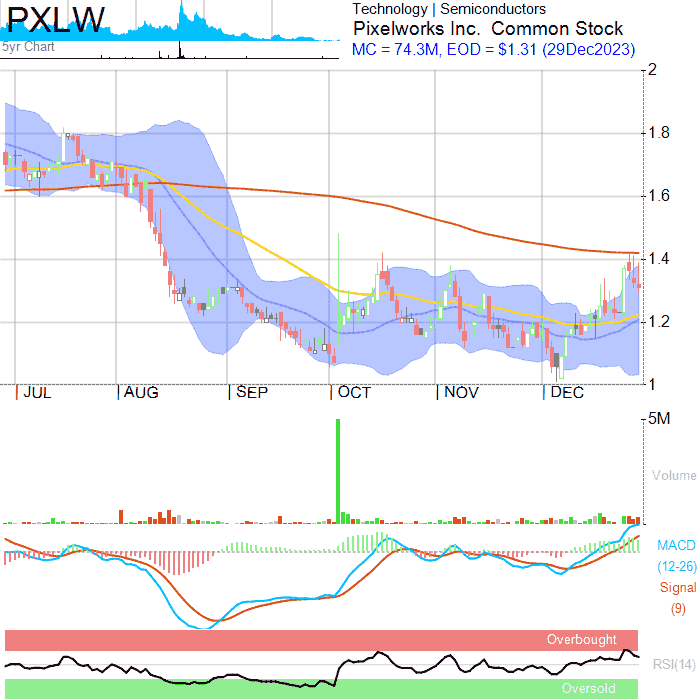 PXLW
5yr Chart
Technology | Semiconductors
Pixelworks Inc. Common Stock
MC = 74.3M, EOD = $1.31 (29Dec2023)
2
1.8
1.6
1.4
1.2
1
JUL AUG SEP OCT NOV DEC
5M
Volume
MACD
(12-26)
Signal
(9)
Overbought
RSI(14)
Oversold